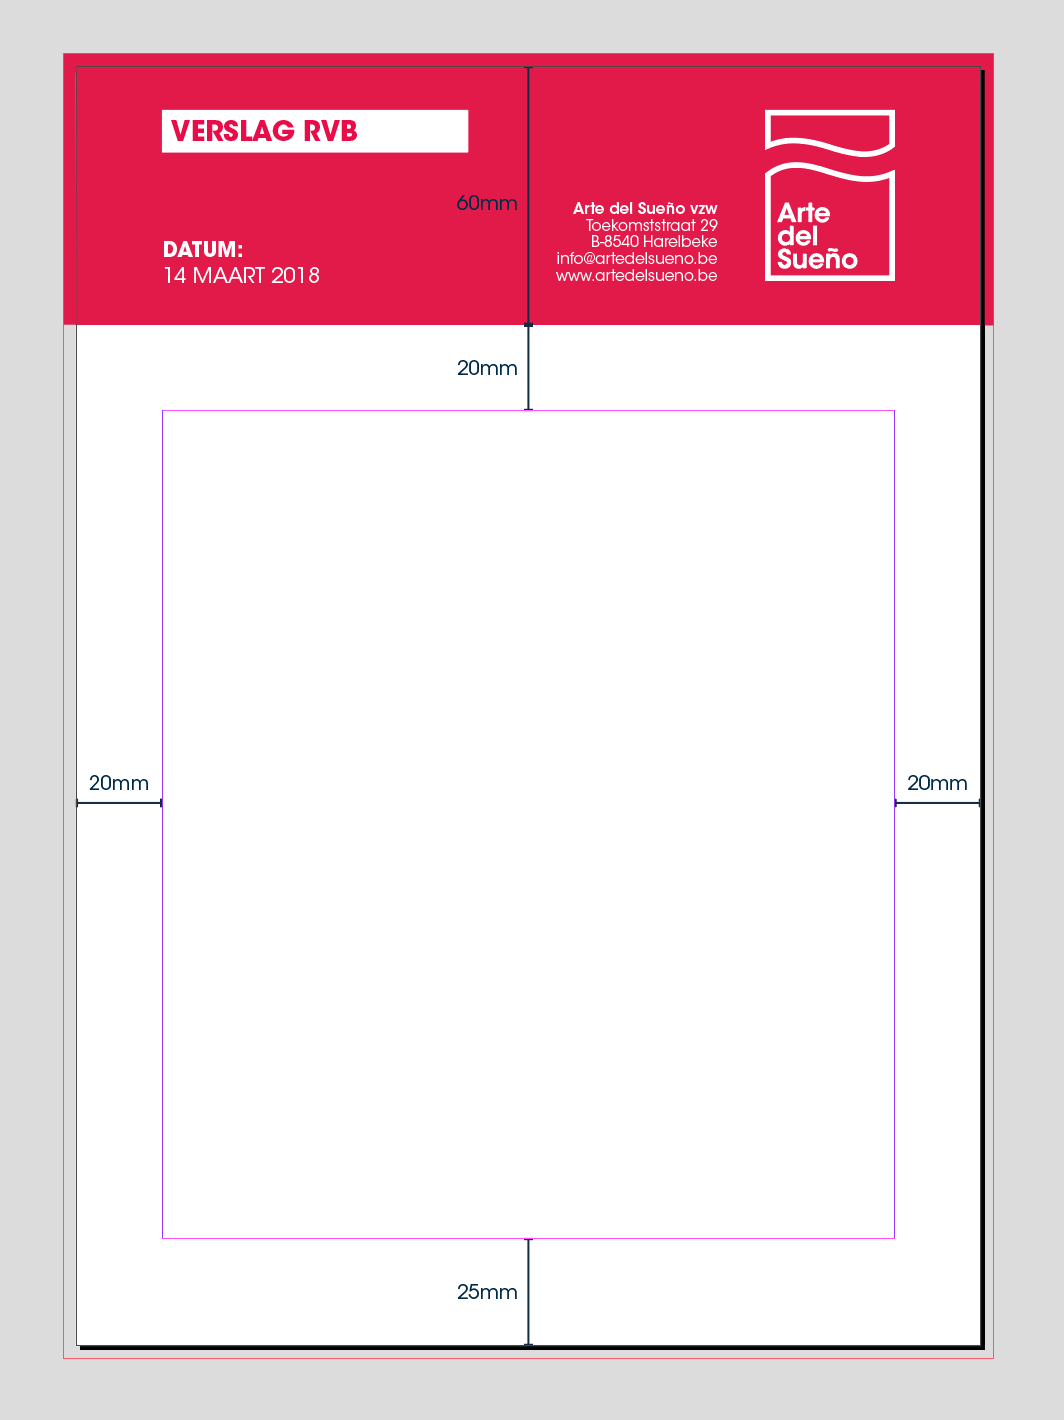 VERSLAG RVB
60mm
DATUM:
14 MAART 2018
Arte del Sueño vzw
Toekomststraat 29
B-8540 Harelbeke
info@artedelsueno.be
www.artedelsueno.be
Arte
del
Sueño
20mm
20mm
20mm
25mm